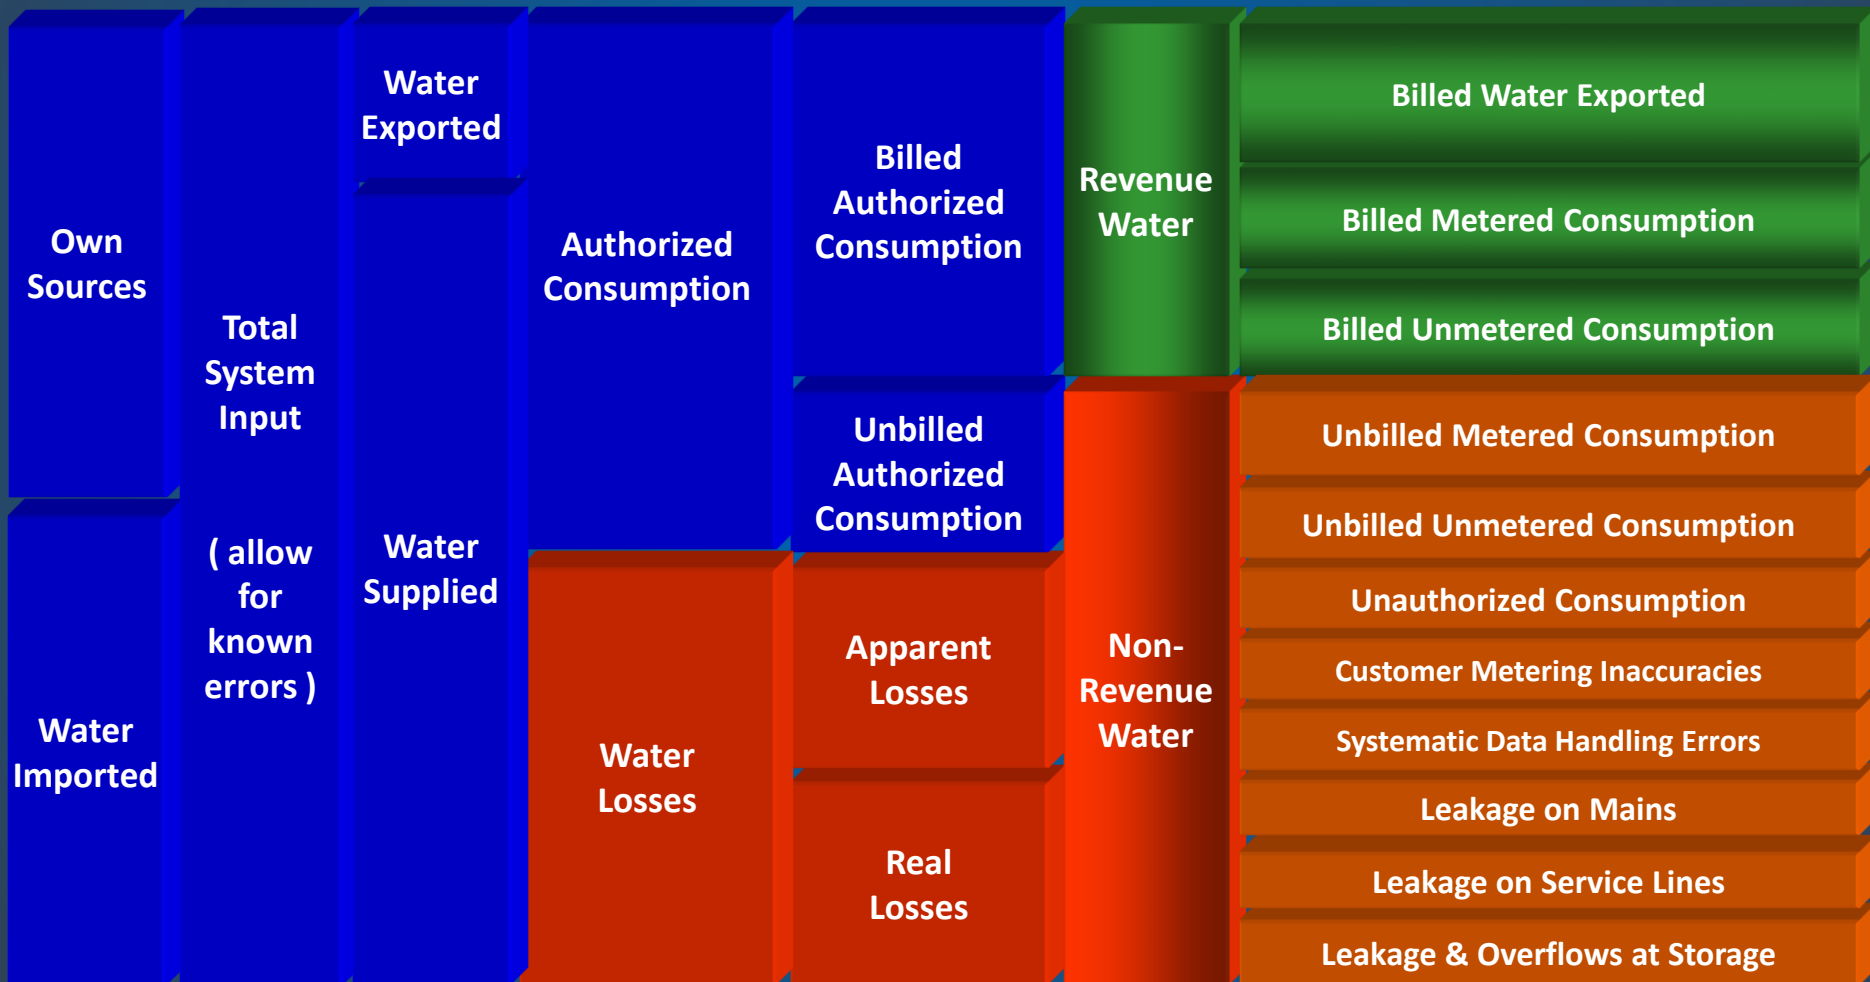 Own
Sources
Water
Imported
Total
System
Input
( allow
for
known
errors )
Water
Exported
Water
Supplied
Authorized
Consumption
Water
Losses
Billed
Authorized
Consumption
Unbilled
Authorized
Consumption
Apparent
Losses
Real
Losses
Revenue
Water
Non-
Revenue
Water
Billed Water Exported
Billed Metered Consumption
Billed Unmetered Consumption
Unbilled Metered Consumption
Unbilled Unmetered Consumption
Unauthorized Consumption
Customer Metering Inaccuracies
Systematic Data Handling Errors
Leakage on Mains
Leakage on Service Lines
Leakage & Overflows at Storage